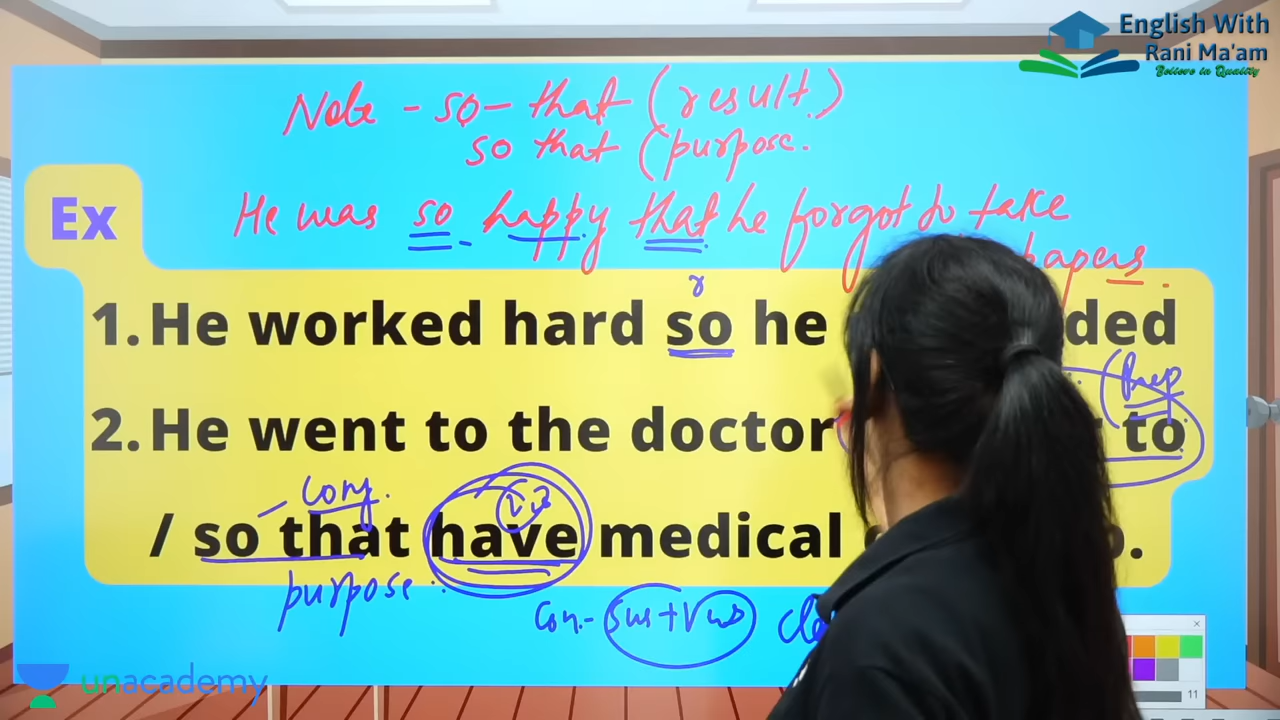 English With
Rani Ma'am
Believe in Quality
Note - so - that (result.)
so that (purpose.
Ex
He was so happy that he forgot to take
papers.
r
1. He worked hard so he ded
(Prep
2. He went to the doctor to
conj.
/ so that have medical
purpose
Con.-
unacademy
11